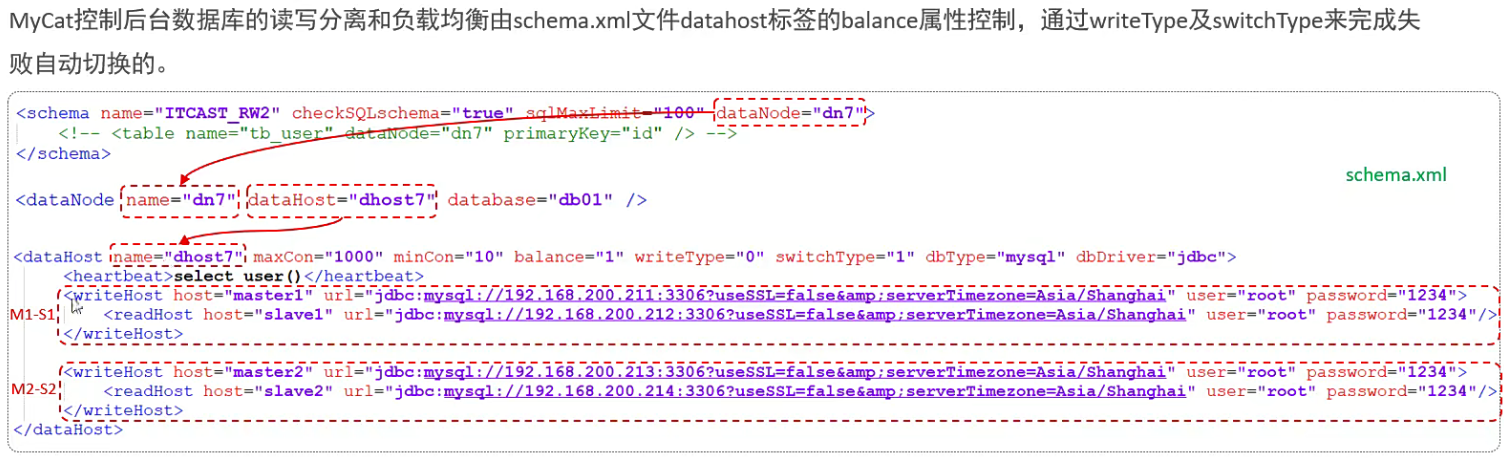 MyCat控制后台数据库的读写分离和负载均衡由schema.xml文件datahost标签的balance属性控制，通过writeType及switchType来完成失
败自动切换的。
<schema name="ITCAST_RW2" checkSQLschema="true" sqlMaxLimit="100" dataNode="dn7">
<!-- <table name="tb_user" dataNode="dn7" primaryKey="id" /> -->
</schema>
schema.xml
<dataNode name="dn7" dataHost="dhost7" database="db01" />
<dataHost name="dhost7" maxCon="1000" minCon="10" balance="1" writeType="0" switchType="1" dbType="mysql" dbDriver="jdbc">
<heartbeat>select user()</heartbeat>
<writeHost host="master1" url="jdbc:mysql://192.168.200.211:3306?useSSL=false&amp;serverTimezone=Asia/Shanghai" user="root" password="1234">
M1-S1 <readHost host="slave1" url="jdbc:mysql://192.168.200.212:3306?useSSL=false&amp;serverTimezone=Asia/Shanghai" user="root" password="1234"/>
</writeHost>
<writeHost host="master2" url="jdbc:mysql://192.168.200.213:3306?useSSL=false&amp;serverTimezone=Asia/Shanghai" user="root" password="1234">
M2-S2 <readHost host="slave2" url="jdbc:mysql://192.168.200.214:3306?useSSL=false&amp;serverTimezone=Asia/Shanghai" user="root" password="1234"/>
</writeHost>
</dataHost>